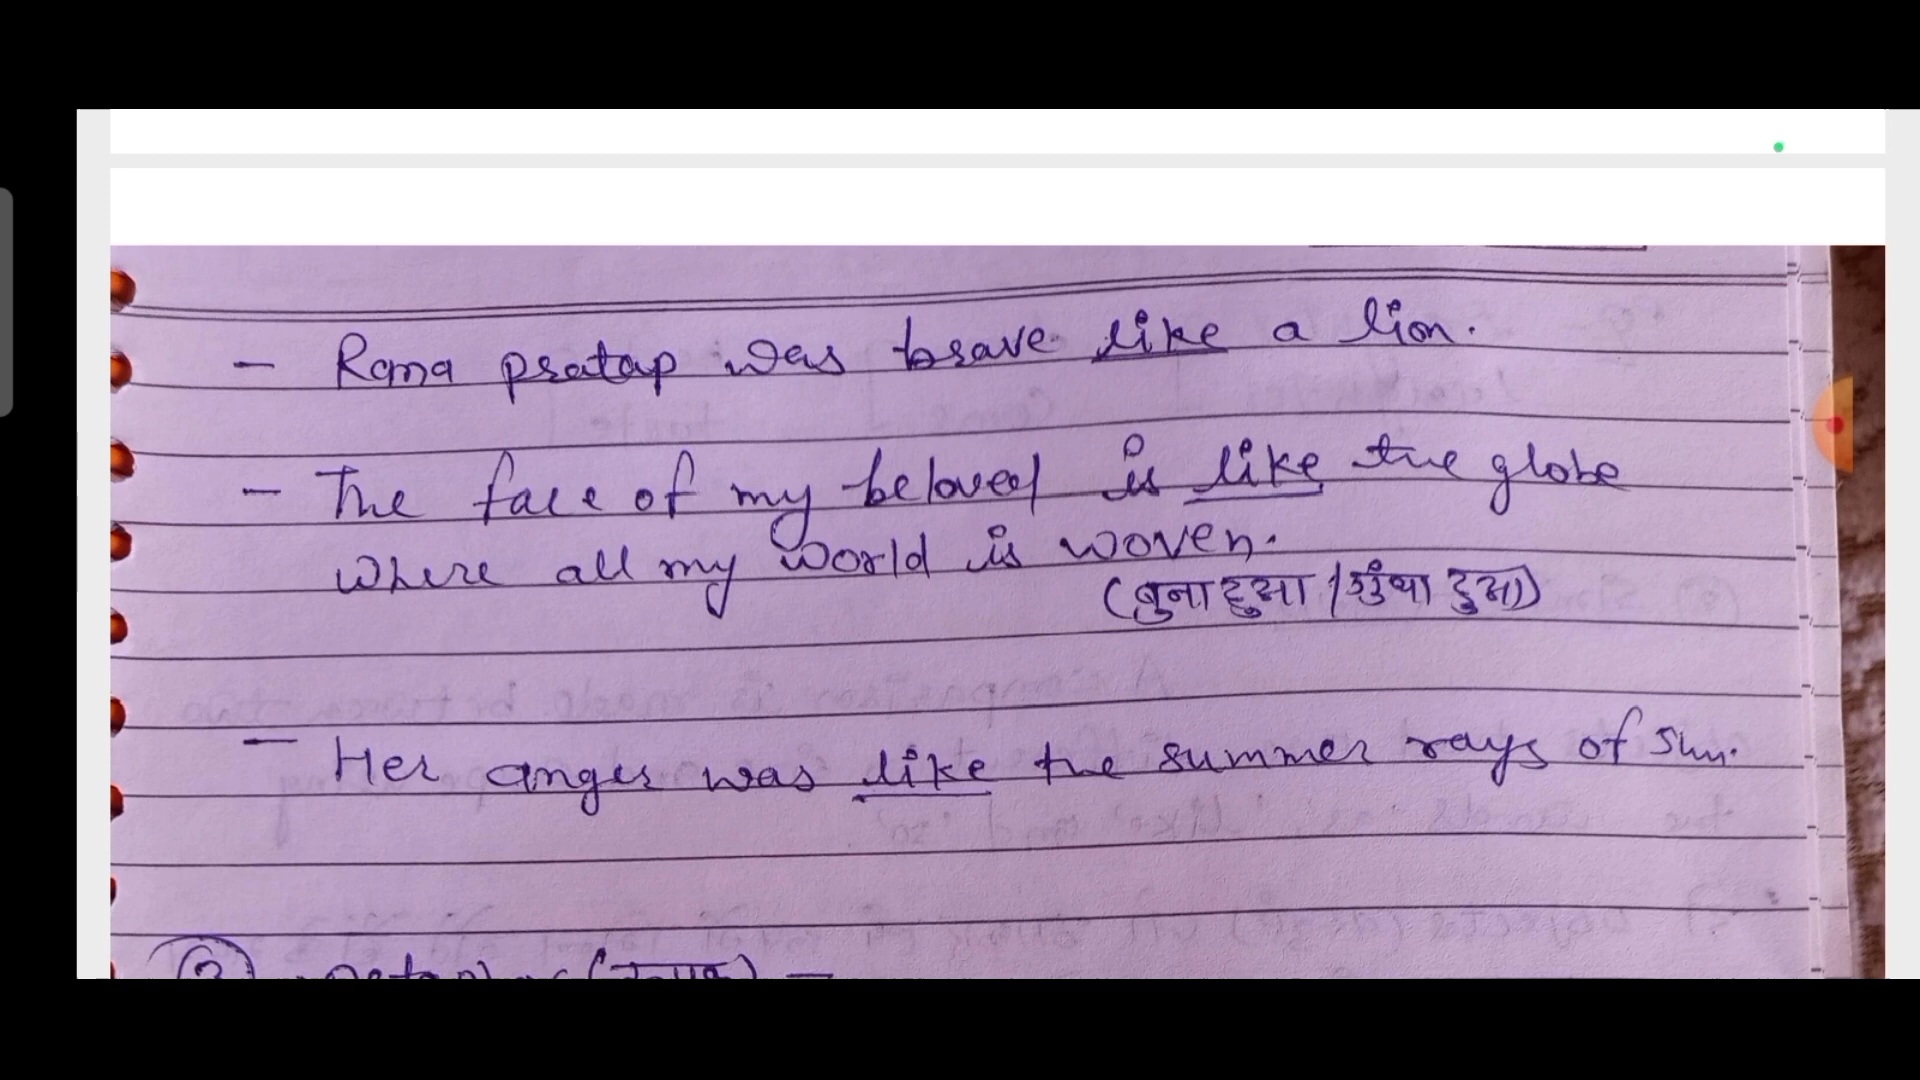 - Rana pratap was brave like a lion.
- The face of my beloved is like the globe
where all my world is woven.
(बुना हुआ / गुंथा हुआ)
- Her anger was like the summer rays of sun.